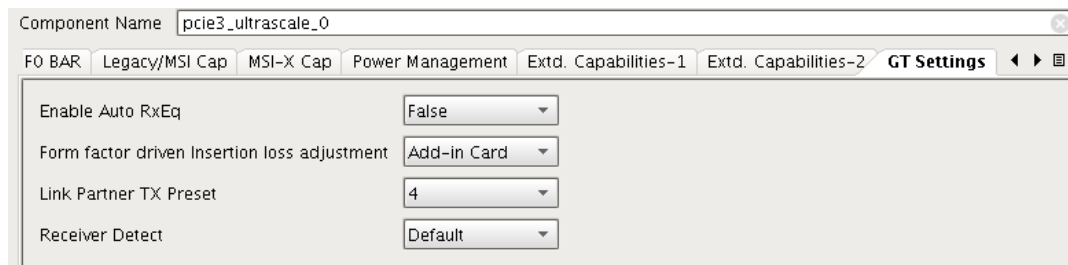 Component Name pcie3_ultrascale_0
F0 BAR Legacy/MSI Cap MSI-X Cap Power Management Extd. Capabilities-1 Extd. Capabilities-2 GT Settings
Enable Auto RxEq False
Form factor driven Insertion loss adjustment Add-in Card
Link Partner TX Preset 4
Receiver Detect Default